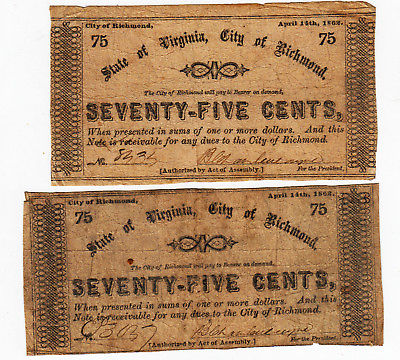 City of Richmond, April 14th, 1862.
75 75
State of Virginia, City of Richmond.
The City of Richmond will pay to Bearer on demand,
SEVENTY-FIVE CENTS,
When presented in sums of one or more dollars. And this
Note is receivable for any dues to the City of Richmond.
No.
[Authorized by Act of Assembly.] For the President.
City of Richmond, April 14th, 1862.
75 75
State of Virginia, City of Richmond.
The City of Richmond will pay to Bearer on demand,
SEVENTY-FIVE CENTS,
When presented in sums of one or more dollars. And this
Note is receivable for any dues to the City of Richmond.
[Authorized by Act of Assembly.] For the President.